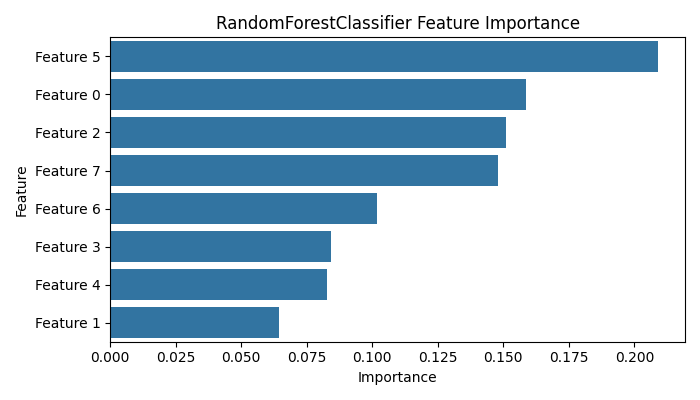 RandomForestClassifier Feature Importance
Feature 5
Feature 0
Feature 2
Feature 7
Feature 6
Feature 3
Feature 4
Feature 1
Feature
0.000 0.025 0.050 0.075 0.100 0.125 0.150 0.175 0.200
Importance